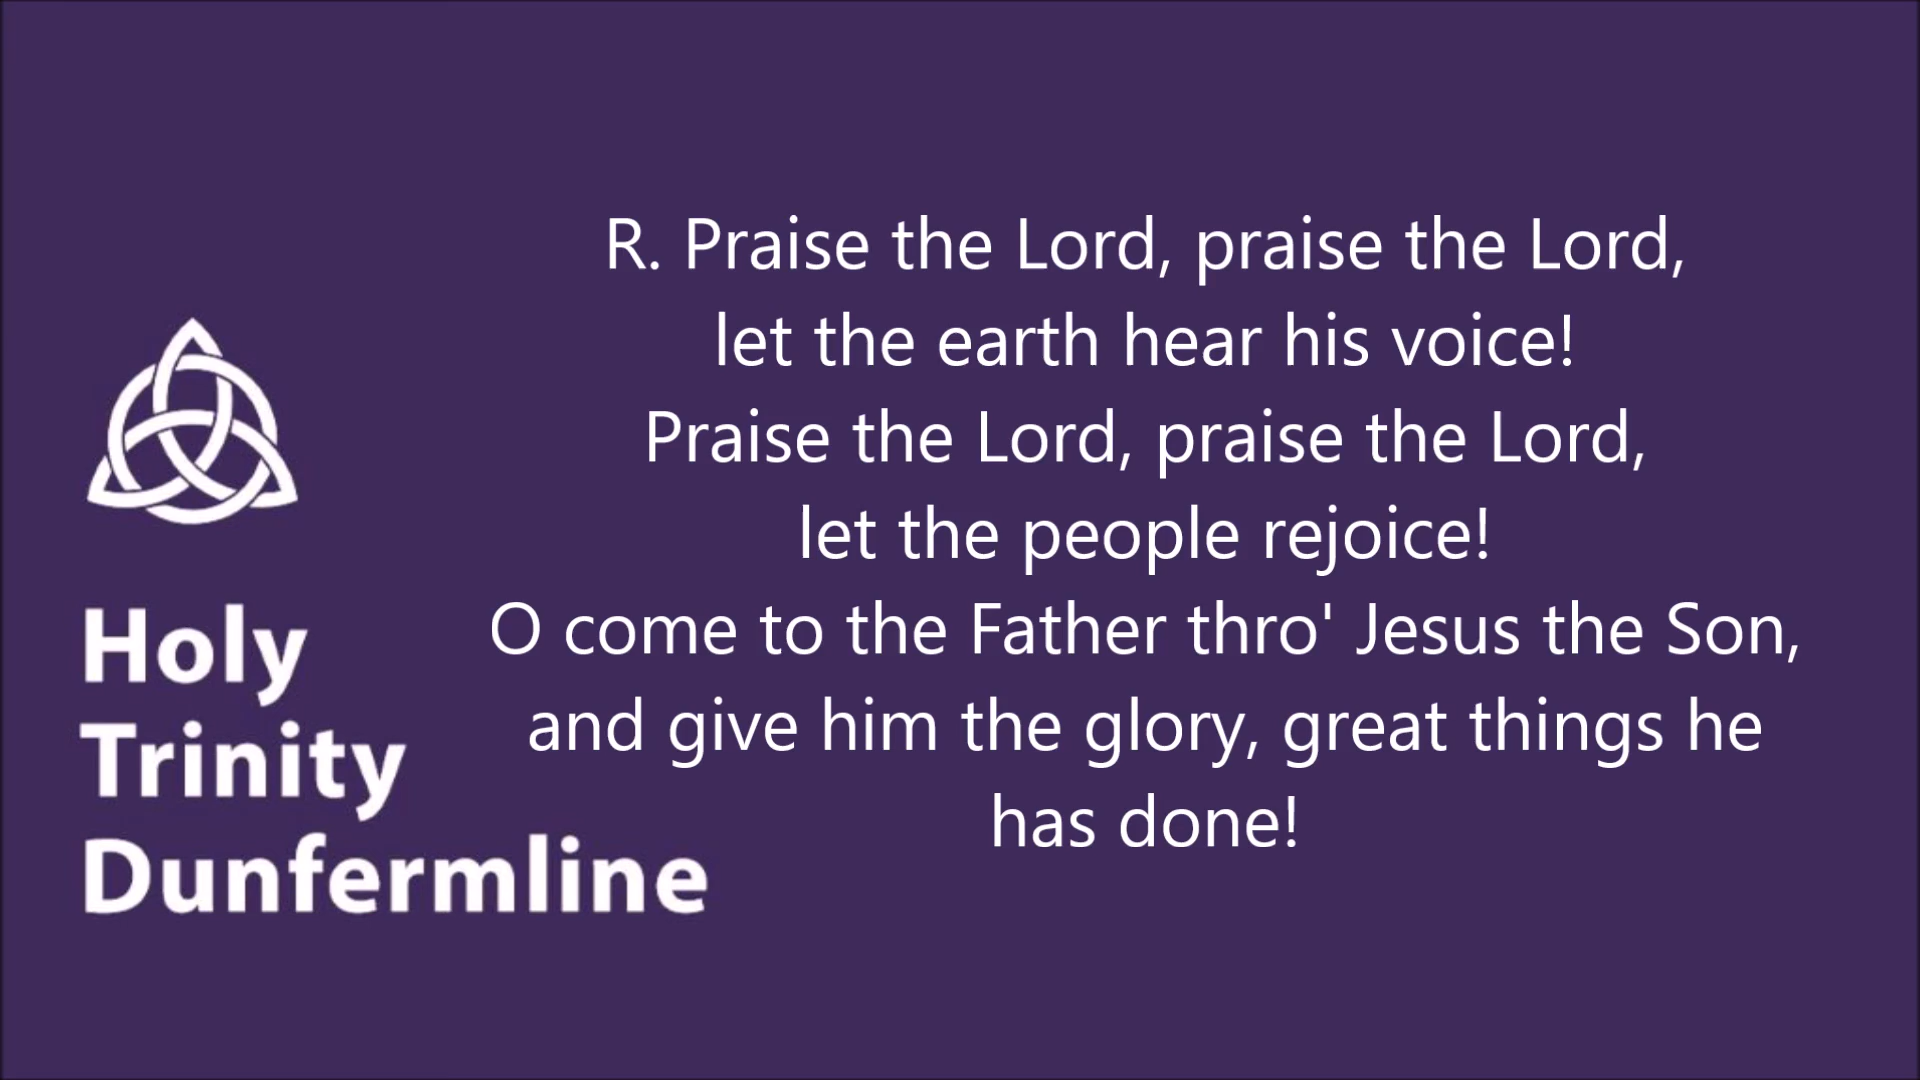 R. Praise the Lord, praise the Lord,
let the earth hear his voice!
Praise the Lord, praise the Lord,
let the people rejoice!
O come to the Father thro' Jesus the Son,
and give him the glory, great things he
has done!
Holy
Trinity
Dunfermline